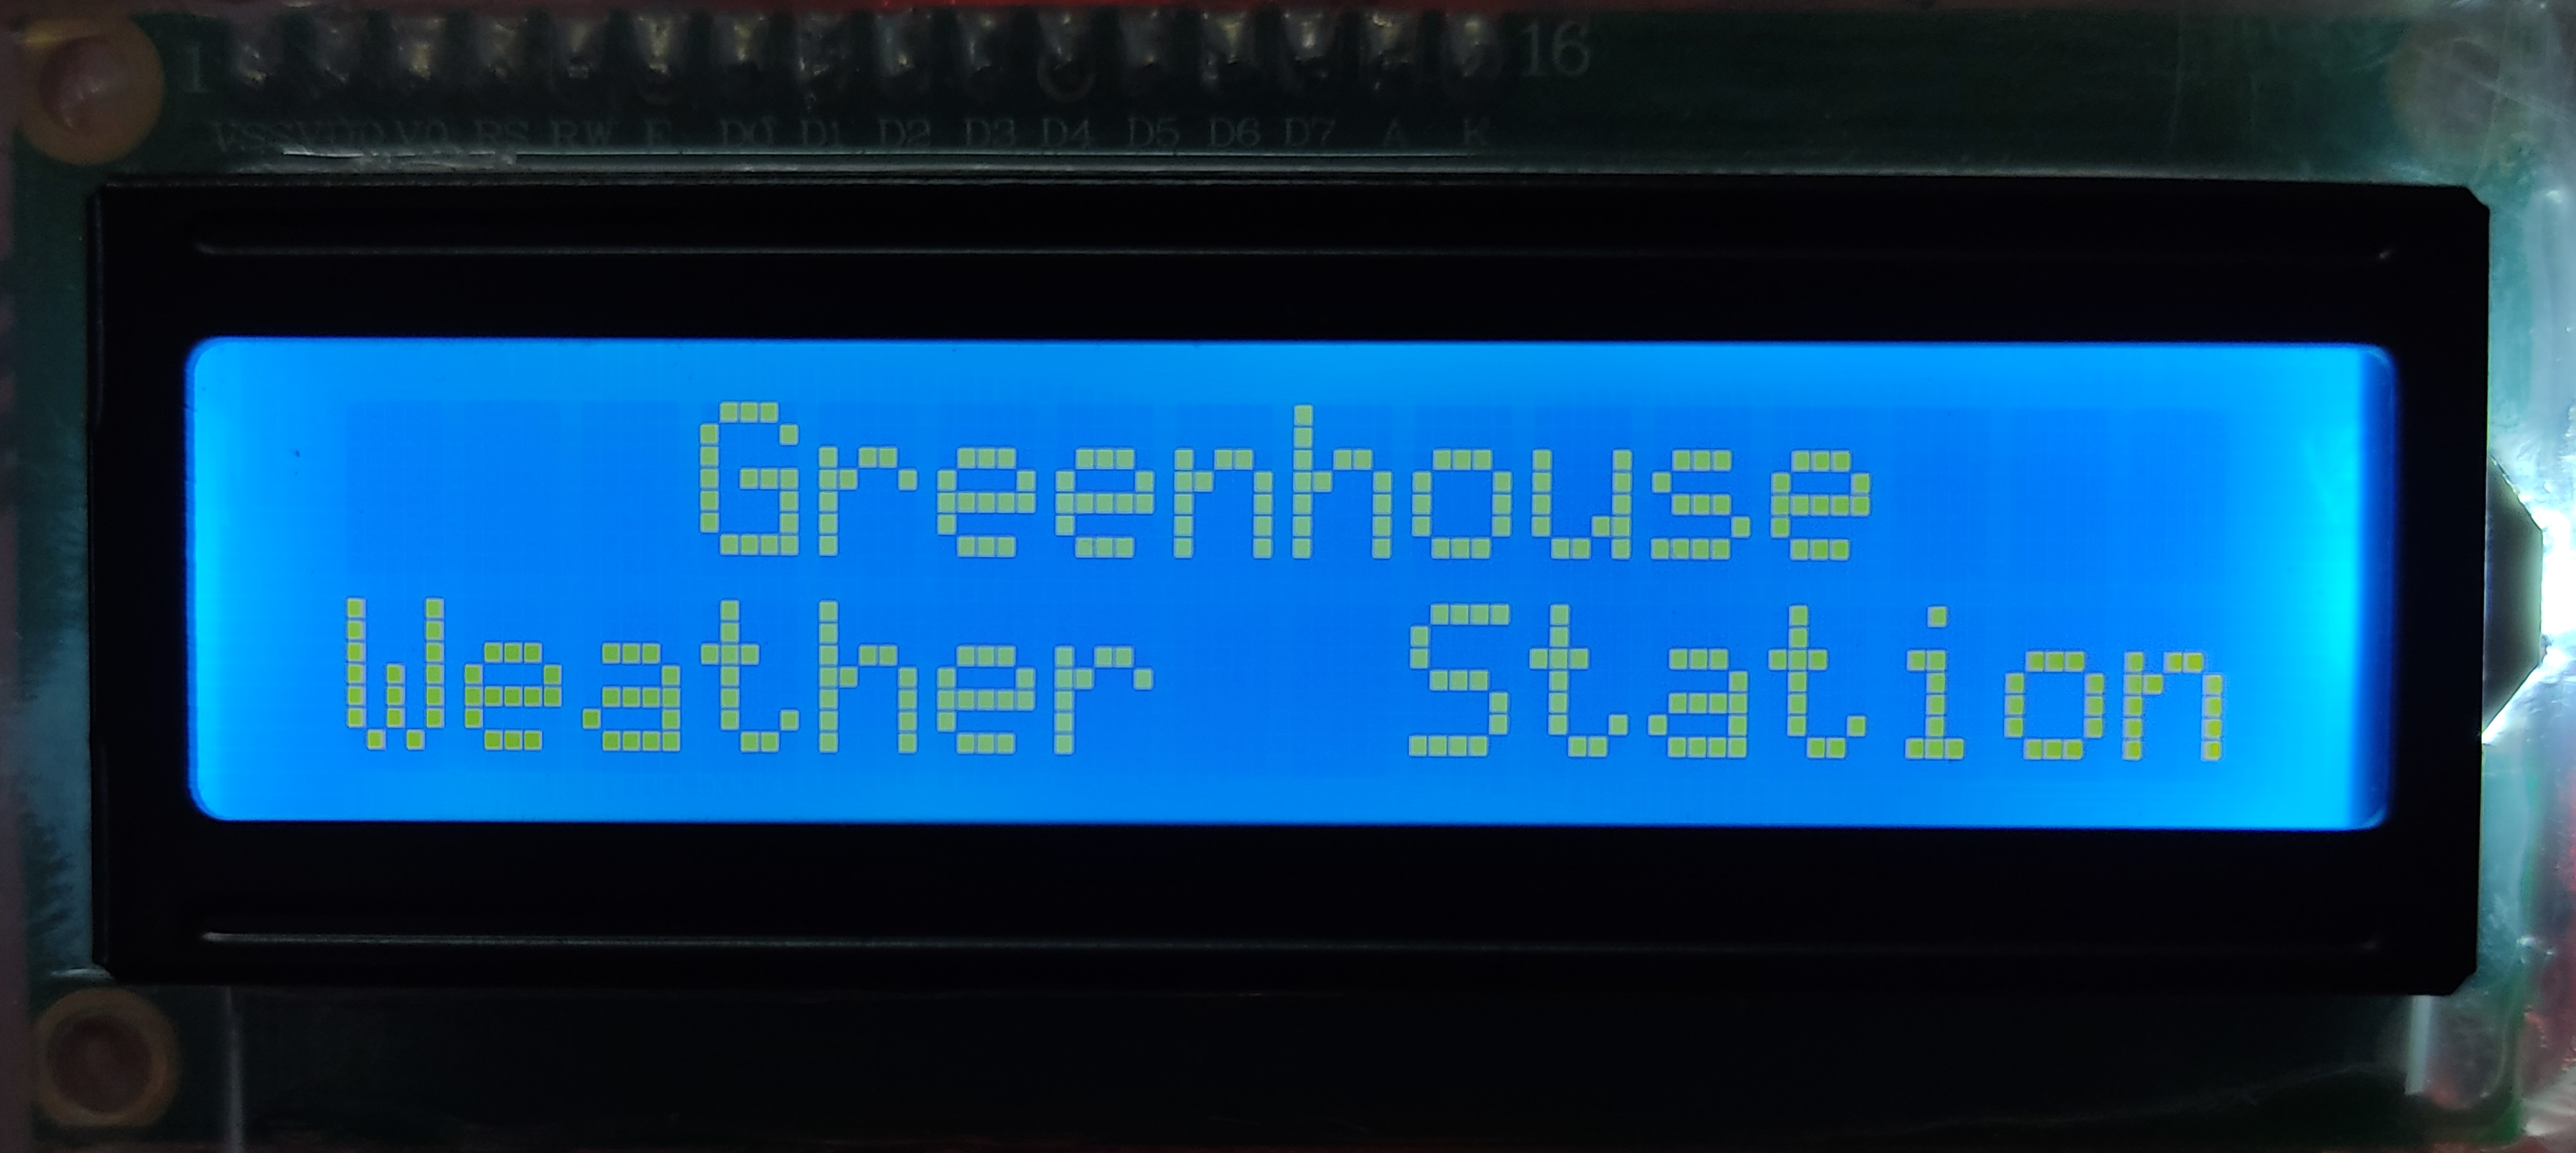 1 16
VSS VDD V0 RS RW E D0 D1 D2 D3 D4 D5 D6 D7 A K
Greenhouse
Weather  Station